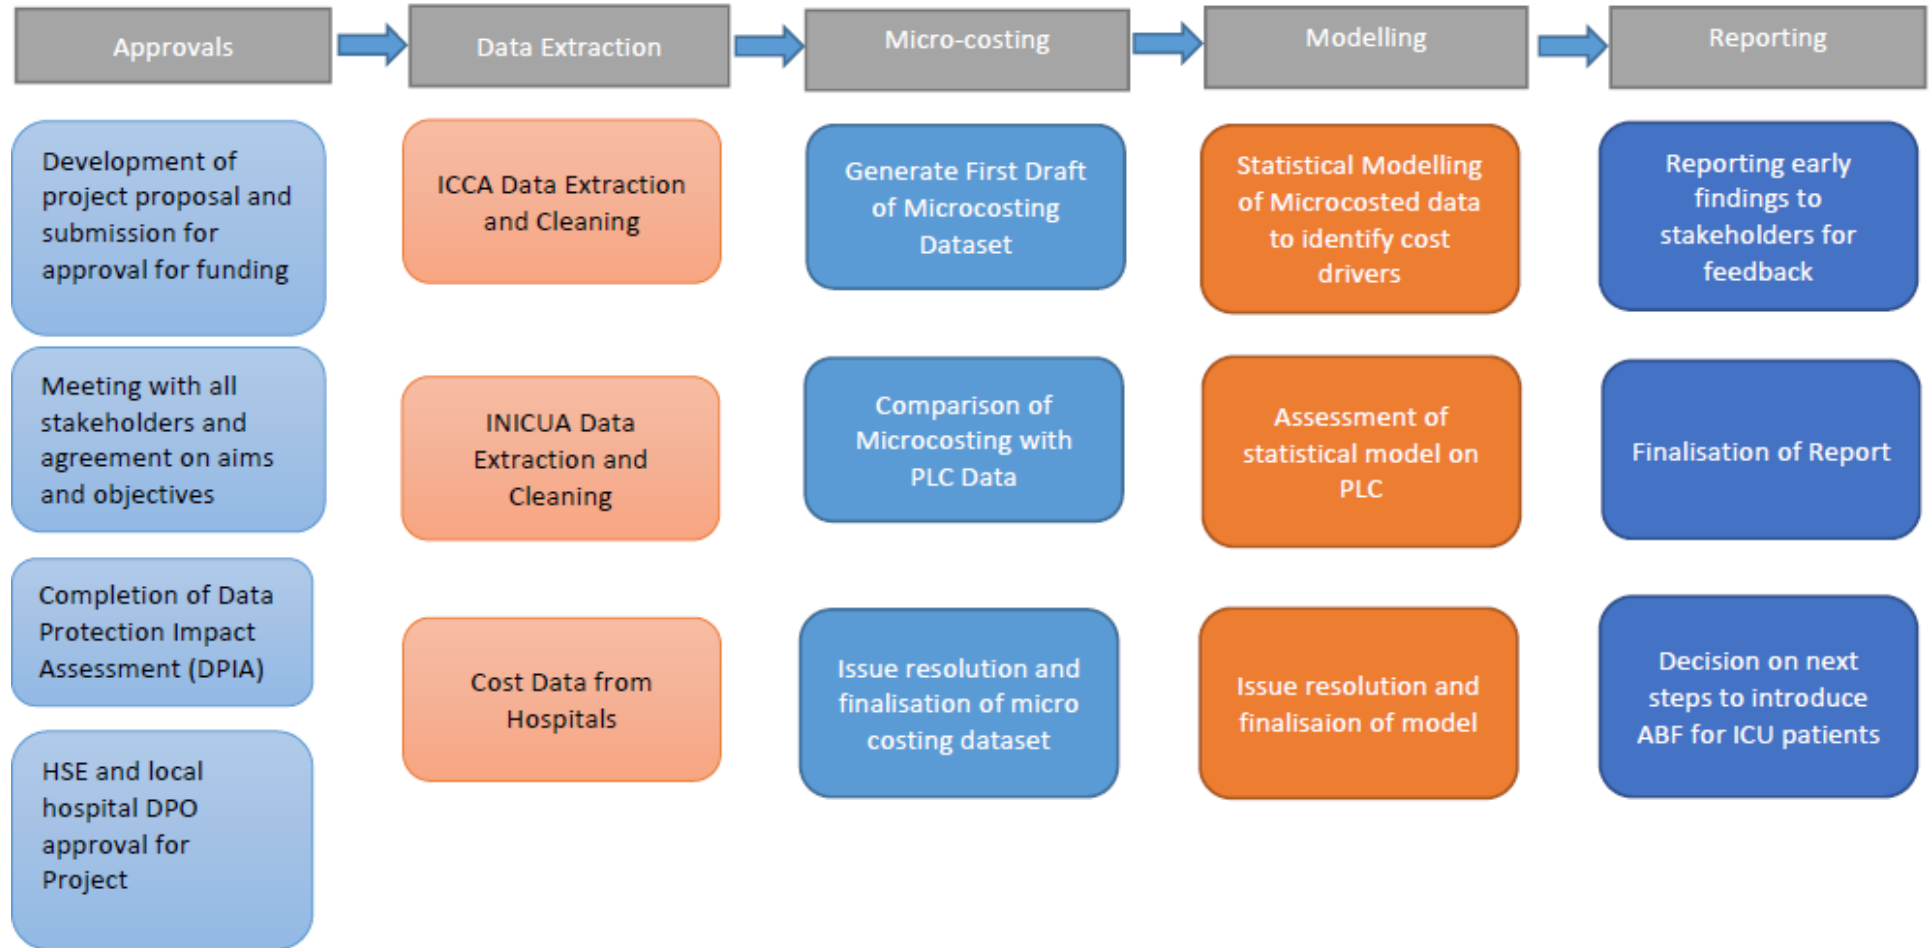 Approvals
Data Extraction
Micro-costing
Modelling
Reporting
Development of
project proposal and
submission for
approval for funding
Meeting with all
stakeholders and
agreement on aims
and objectives
Completion of Data
Protection Impact
Assessment (DPIA)
HSE and local
hospital DPO
approval for
Project
ICCA Data Extraction
and Cleaning
INICUA Data
Extraction and
Cleaning
Cost Data from
Hospitals
Generate First Draft
of Microcosting
Dataset
Comparison of
Microcosting with
PLC Data
Issue resolution and
finalisation of micro
costing dataset
Statistical Modelling
of Microcosted data
to identify cost
drivers
Assessment of
statistical model on
PLC
Issue resolution and
finalisaion of model
Reporting early
findings to
stakeholders for
feedback
Finalisation of Report
Decision on next
steps to introduce
ABF for ICU patients